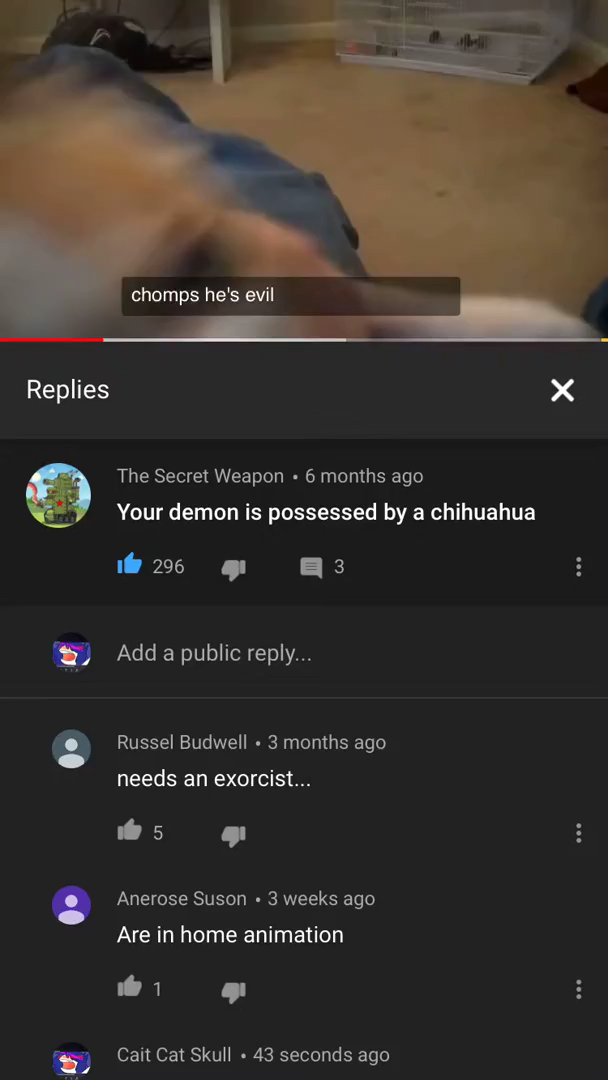 chomps he's evil
Replies
The Secret Weapon • 6 months ago
Your demon is possessed by a chihuahua
296
3
Add a public reply...
Russel Budwell • 3 months ago
needs an exorcist...
5
Anerose Suson • 3 weeks ago
Are in home animation
1
Cait Cat Skull • 43 seconds ago